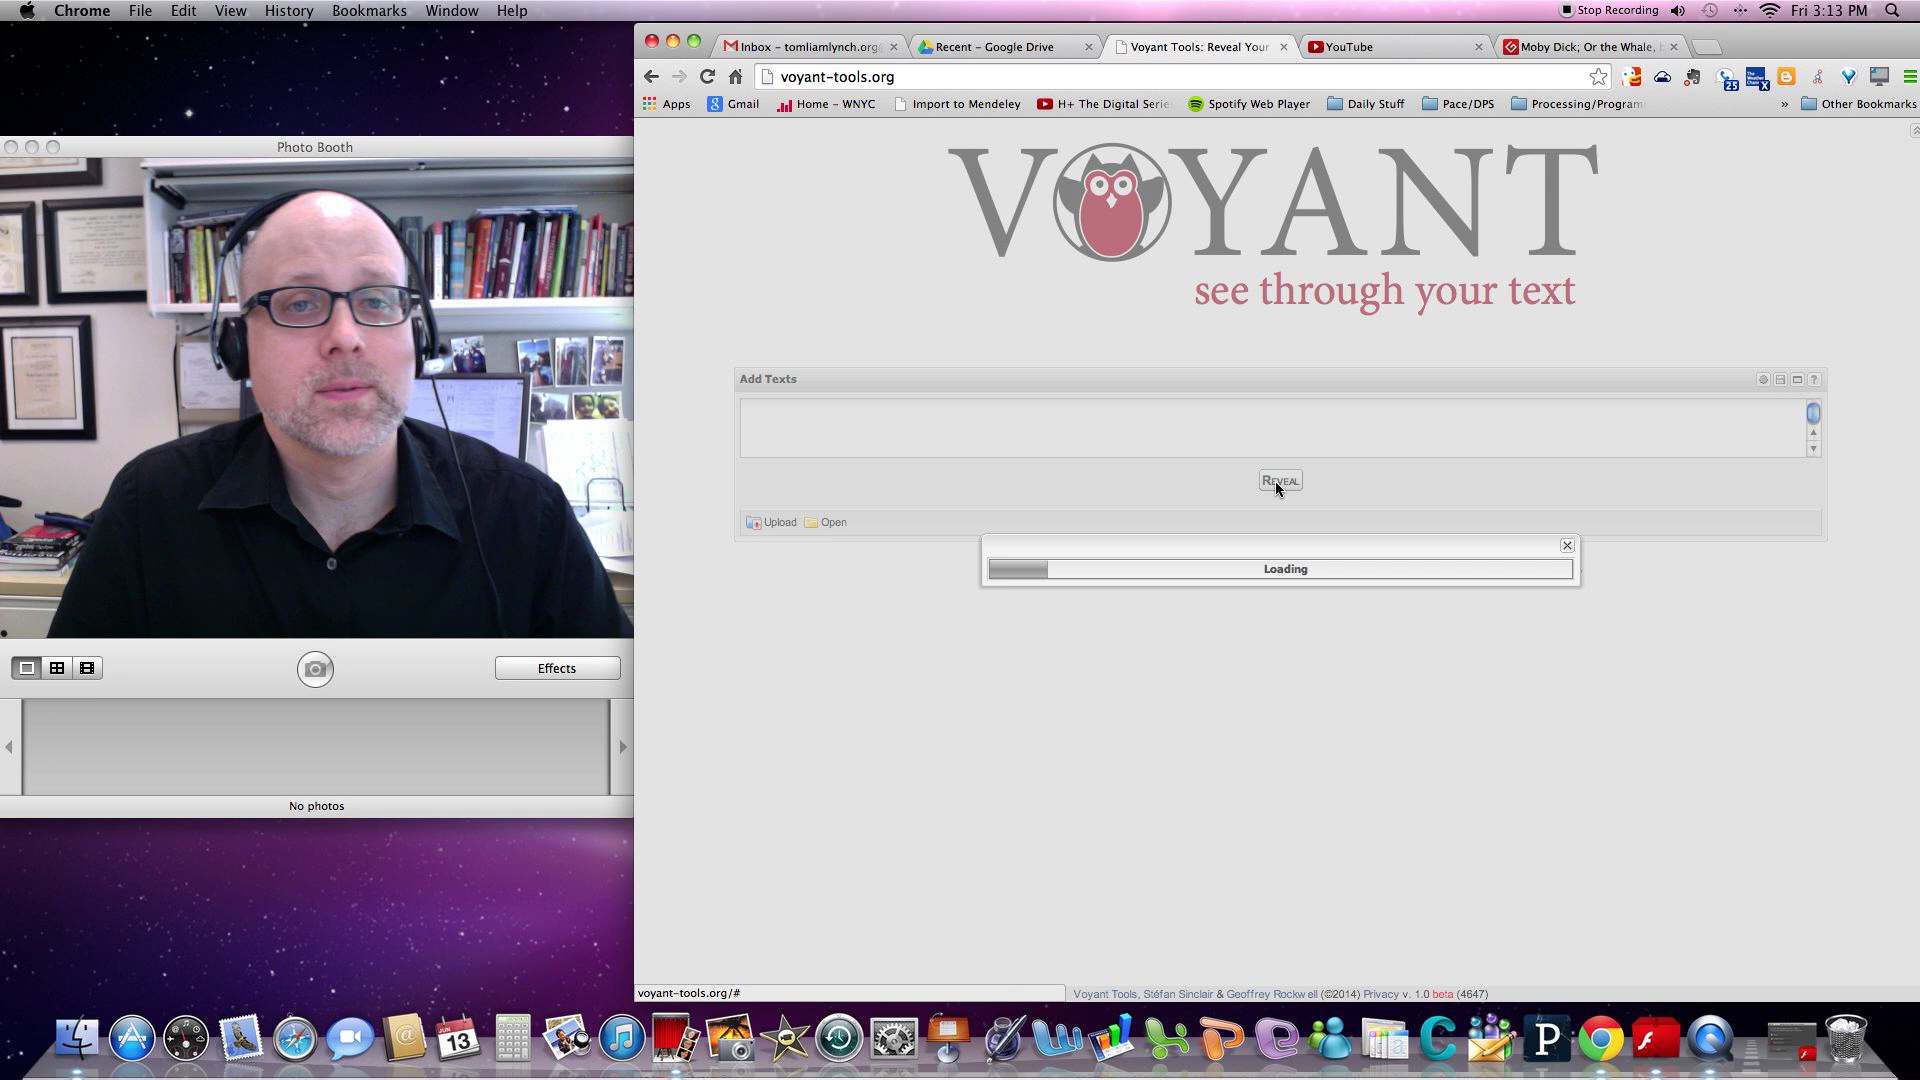 Chrome File Edit View History Bookmarks Window Help
Stop Recording Fri 3:13 PM
Photo Booth
Effects
No photos
Inbox – tomliamlynch.org
Recent – Google Drive
Voyant Tools: Reveal Your
YouTube
Moby Dick; Or the Whale,
voyant-tools.org
25
X
Apps Gmail Home – WNYC Import to Mendeley H+ The Digital Serie Spotify Web Player Daily Stuff Pace/DPS Processing/Program » Other Bookmarks
VOYANT
see through your text
Add Texts
?
REVEAL
Upload Open
Loading
voyant-tools.org/#
Voyant Tools, Stéfan Sinclair & Geoffrey Rockwell (©2014) Privacy v. 1.0 beta (4647)
JUN
13